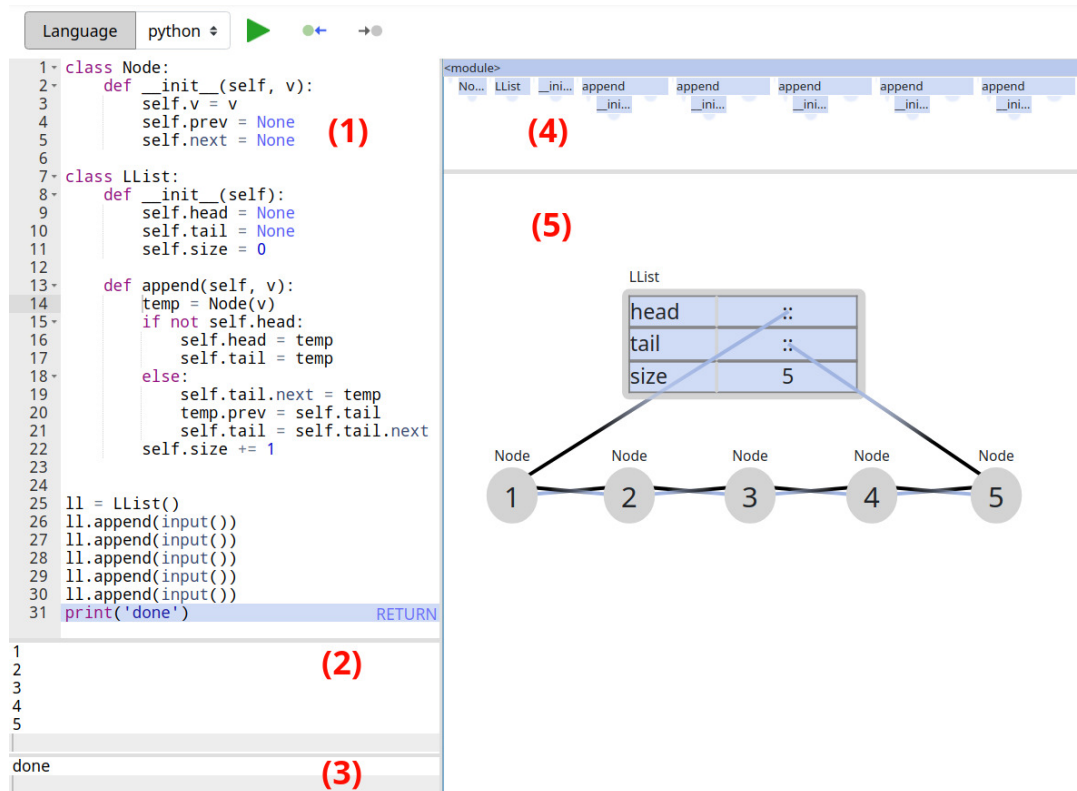 Language python
1 class Node:
2 def __init__(self, v):
3 self.v = v
4 self.prev = None
5 self.next = None
6
7 class LList:
8 def __init__(self):
9 self.head = None
10 self.tail = None
11 self.size = 0
12
13 def append(self, v):
14 temp = Node(v)
15 if not self.head:
16 self.head = temp
17 self.tail = temp
18 else:
19 self.tail.next = temp
20 temp.prev = self.tail
21 self.tail = self.tail.next
22 self.size += 1
23
24
25 ll = LList()
26 ll.append(input())
27 ll.append(input())
28 ll.append(input())
29 ll.append(input())
30 ll.append(input())
31 print('done') RETURN
(1)
1
2
3
4
5
(2)
done
(3)
<module>
No... LList __ini... append append append append append
__ini... __ini... __ini... __ini... __ini...
(4)
(5)
LList
head ::
tail ::
size 5
Node Node Node Node Node
1 2 3 4 5